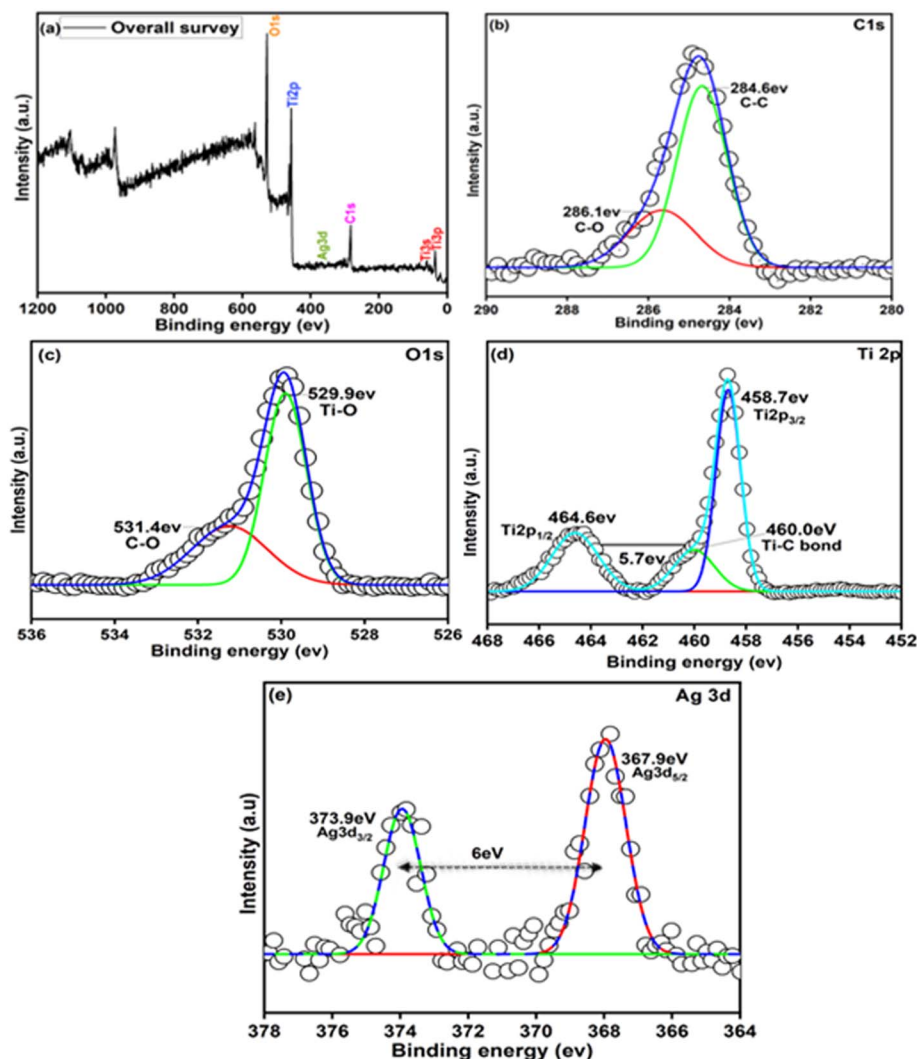 (a)
Overall survey
O1s
Ti2p
C1s
Ag3d
Ti3s
Ti3p
Intensity (a.u.)
1200 1000 800 600 400 200 0
Binding energy (ev)
(b)
C1s
284.6ev
C-C
286.1ev
C-O
Intensity (a.u.)
290 288 286 284 282 280
Binding energy (ev)
(c)
O1s
529.9ev
Ti-O
531.4ev
C-O
Intensity (a.u.)
536 534 532 530 528 526
Binding energy (ev)
(d)
Ti 2p
458.7ev
Ti2p3/2
Ti2p1/2
464.6ev
460.0eV
Ti-C bond
5.7ev
Intensity (a.u.)
468 466 464 462 460 458 456 454 452
Binding energy (ev)
(e)
Ag 3d
367.9eV
Ag3d5/2
373.9eV
Ag3d3/2
6eV
Intensity (a.u)
378 376 374 372 370 368 366 364
Binding energy (ev)